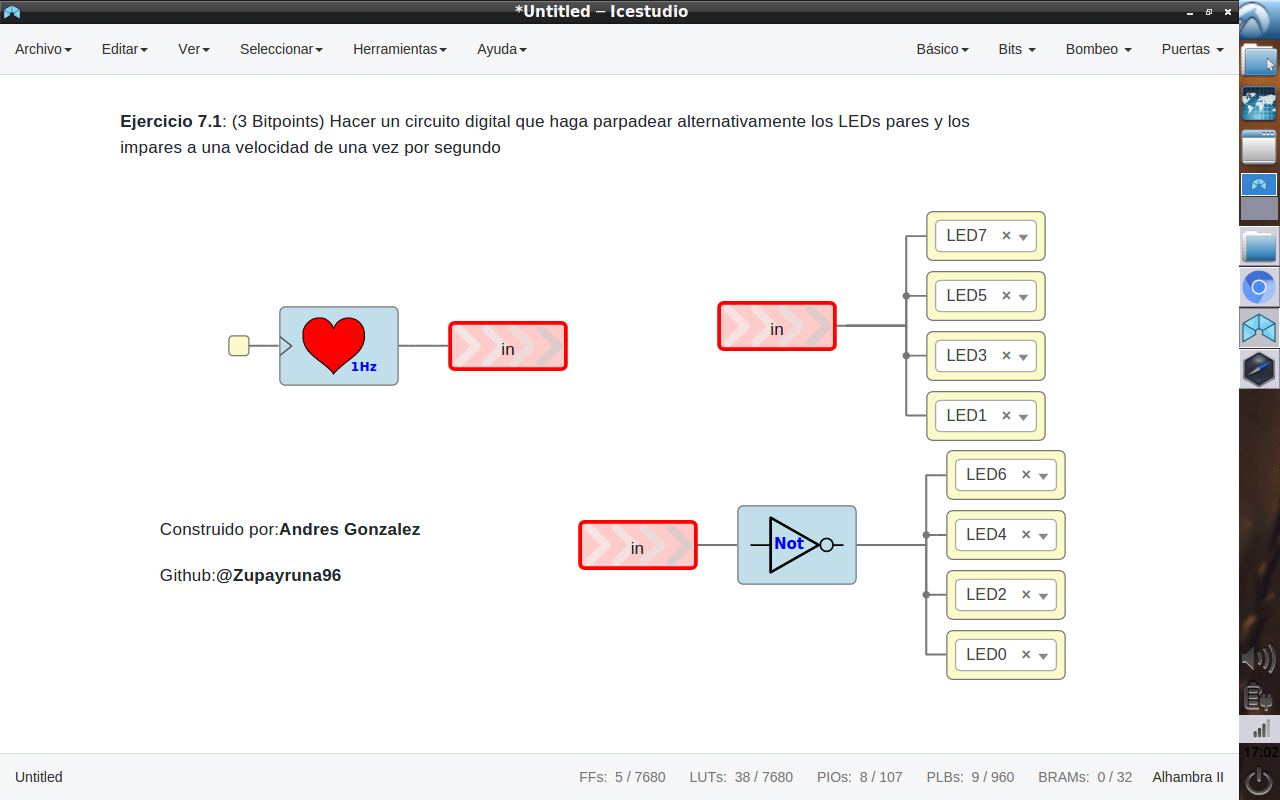 *Untitled ‒ Icestudio
Archivo Editar Ver Seleccionar Herramientas Ayuda Básico Bits Bombeo Puertas
Ejercicio 7.1: (3 Bitpoints) Hacer un circuito digital que haga parpadear alternativamente los LEDs pares y los
impares a una velocidad de una vez por segundo
LED7 ×
LED5 ×
in
in
1Hz
LED3 ×
LED1 ×
LED6 ×
Construido por:Andres Gonzalez
LED4 ×
in
Not
Github:@Zupayruna96
LED2 ×
LED0 ×
17:02
Untitled FFs: 5 / 7680 LUTs: 38 / 7680 PIOs: 8 / 107 PLBs: 9 / 960 BRAMs: 0 / 32 Alhambra II